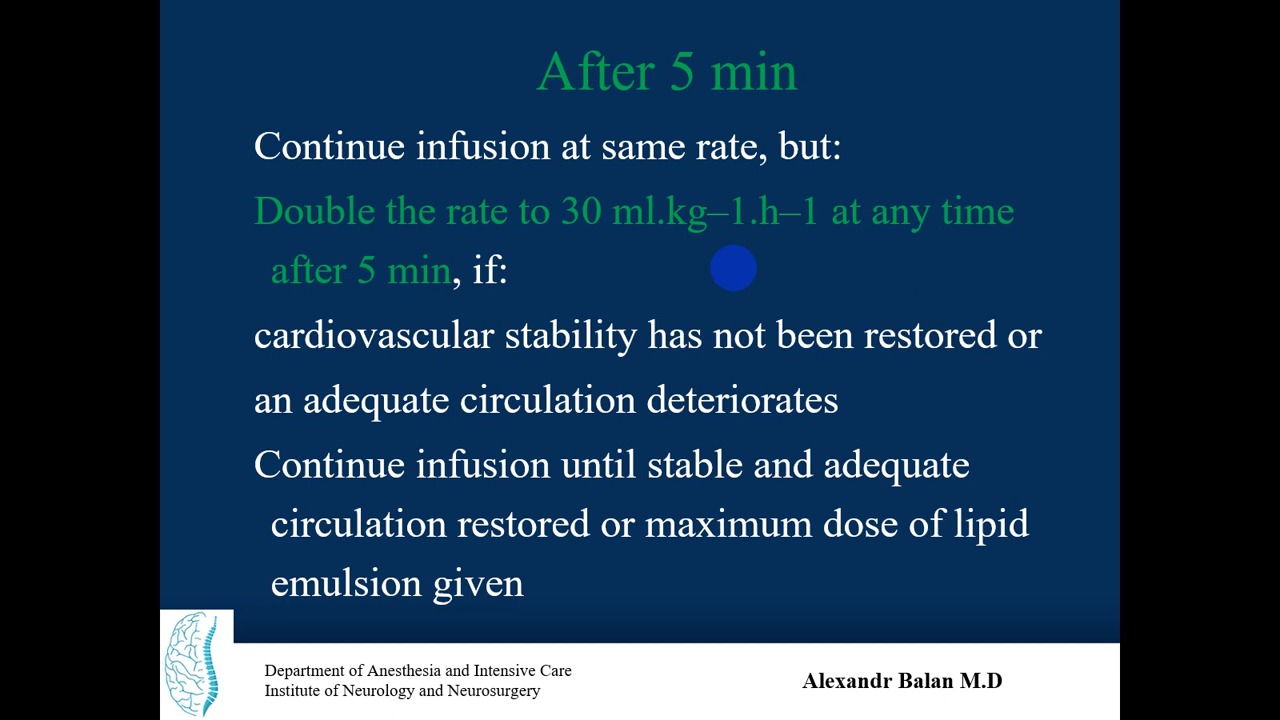 After 5 min
Continue infusion at same rate, but:
Double the rate to 30 ml.kg–1.h–1 at any time
after 5 min, if:
cardiovascular stability has not been restored or
an adequate circulation deteriorates
Continue infusion until stable and adequate
circulation restored or maximum dose of lipid
emulsion given
Department of Anesthesia and Intensive Care
Institute of Neurology and Neurosurgery
Alexandr Balan M.D